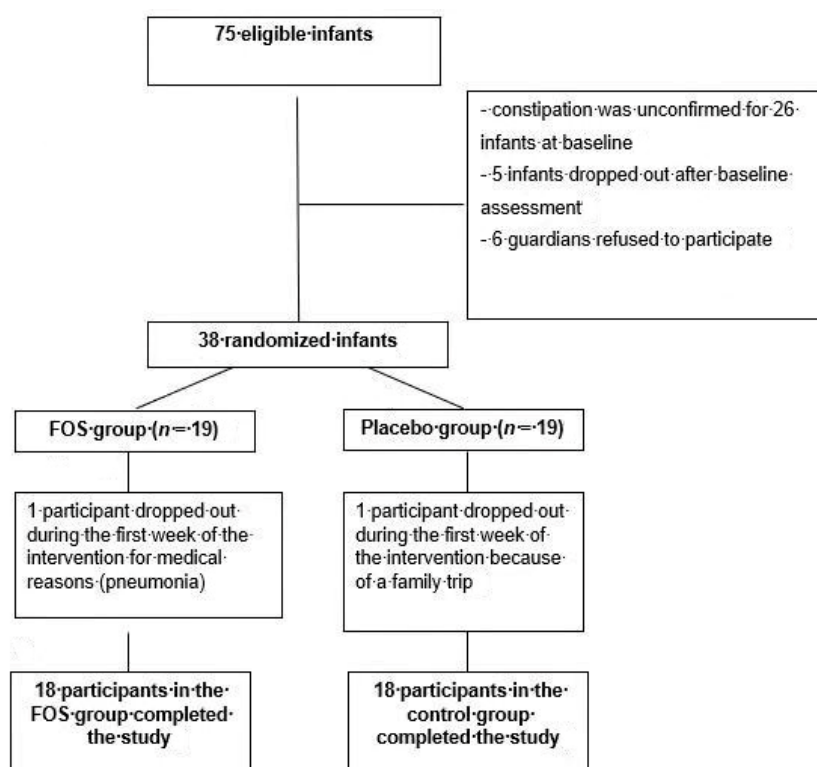 75·eligible·infants
-·constipation·was·unconfirmed·for·26·
infants·at·baseline
-·5·infants·dropped·out·after·baseline·
assessment
-·6·guardians·refused·to·participate
38·randomized·infants
FOS·group·(n·=·19)
Placebo·group·(n·=·19)
1·participant·dropped·out·
during·the·first·week·of·the·
intervention·for·medical·
reasons·(pneumonia)
1·participant·dropped·out·
during·the·first·week·of·
the·intervention·because·
of·a·family·trip
18·participants·in·the·
FOS·group·completed·
the·study
18·participants·in·the·
control·group·
completed·the·study